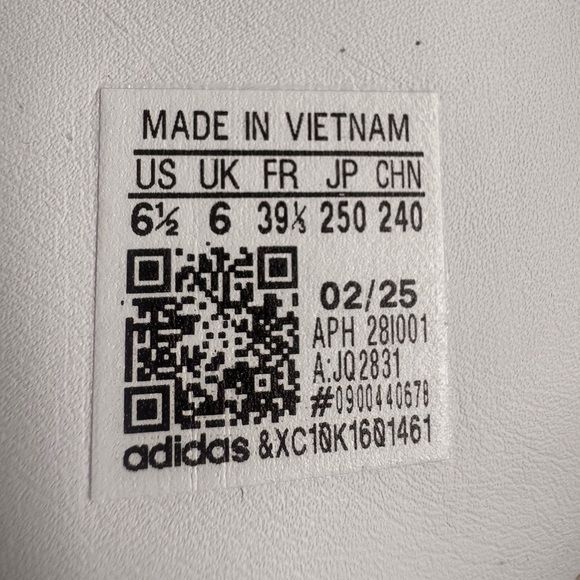 MADE IN VIETNAM
US UK FR JP CHN
6½ 6 39⅓ 250 240
02/25
APH 28I001
A:JQ2831
#0900440678
adidas &XC1QK16Q1461